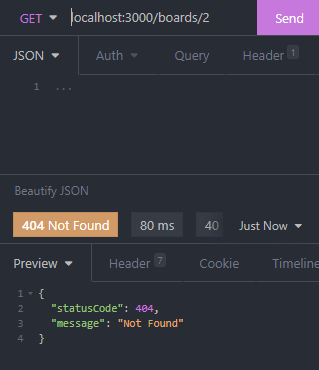 GET localhost:3000/boards/2 Send
JSON Auth Query Header 1
1 ...
Beautify JSON
404 Not Found 80 ms 40 Just Now
Preview Header 7 Cookie Timeline
1 {
2 "statusCode": 404,
3 "message": "Not Found"
4 }